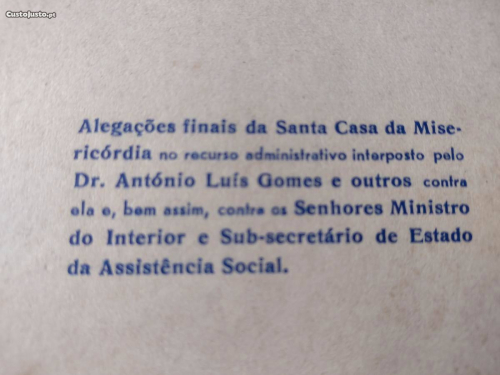 CustoJusto.pt
Alegações finais da Santa Casa da Mise-
ricórdia no recurso administrativo interposto pelo
Dr. António Luís Gomes e outros contra
ela e, bem assim, contra os Senhores Ministro
do Interior e Sub-secretário de Estado
da Assistência Social.